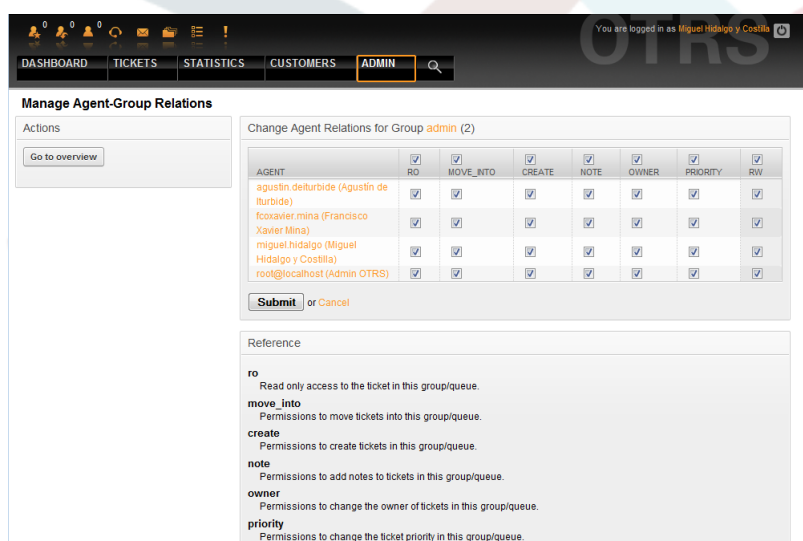 0 0 0
OTRS
You are logged in as Miguel Hidalgo y Costilla
DASHBOARD TICKETS STATISTICS CUSTOMERS ADMIN
Manage Agent-Group Relations
Actions
Go to overview
Change Agent Relations for Group admin (2)
AGENT RO MOVE_INTO CREATE NOTE OWNER PRIORITY RW
agustin.deiturbide (Agustín de
Iturbide)
fcoxavier.mina (Francisco
Xavier Mina)
miguel.hidalgo (Miguel
Hidalgo y Costilla)
root@localhost (Admin OTRS)
Submit or Cancel
Reference
ro
Read only access to the ticket in this group/queue.
move_into
Permissions to move tickets into this group/queue.
create
Permissions to create tickets in this group/queue.
note
Permissions to add notes to tickets in this group/queue.
owner
Permissions to change the owner of tickets in this group/queue.
priority
Permissions to change the ticket priority in this group/queue.